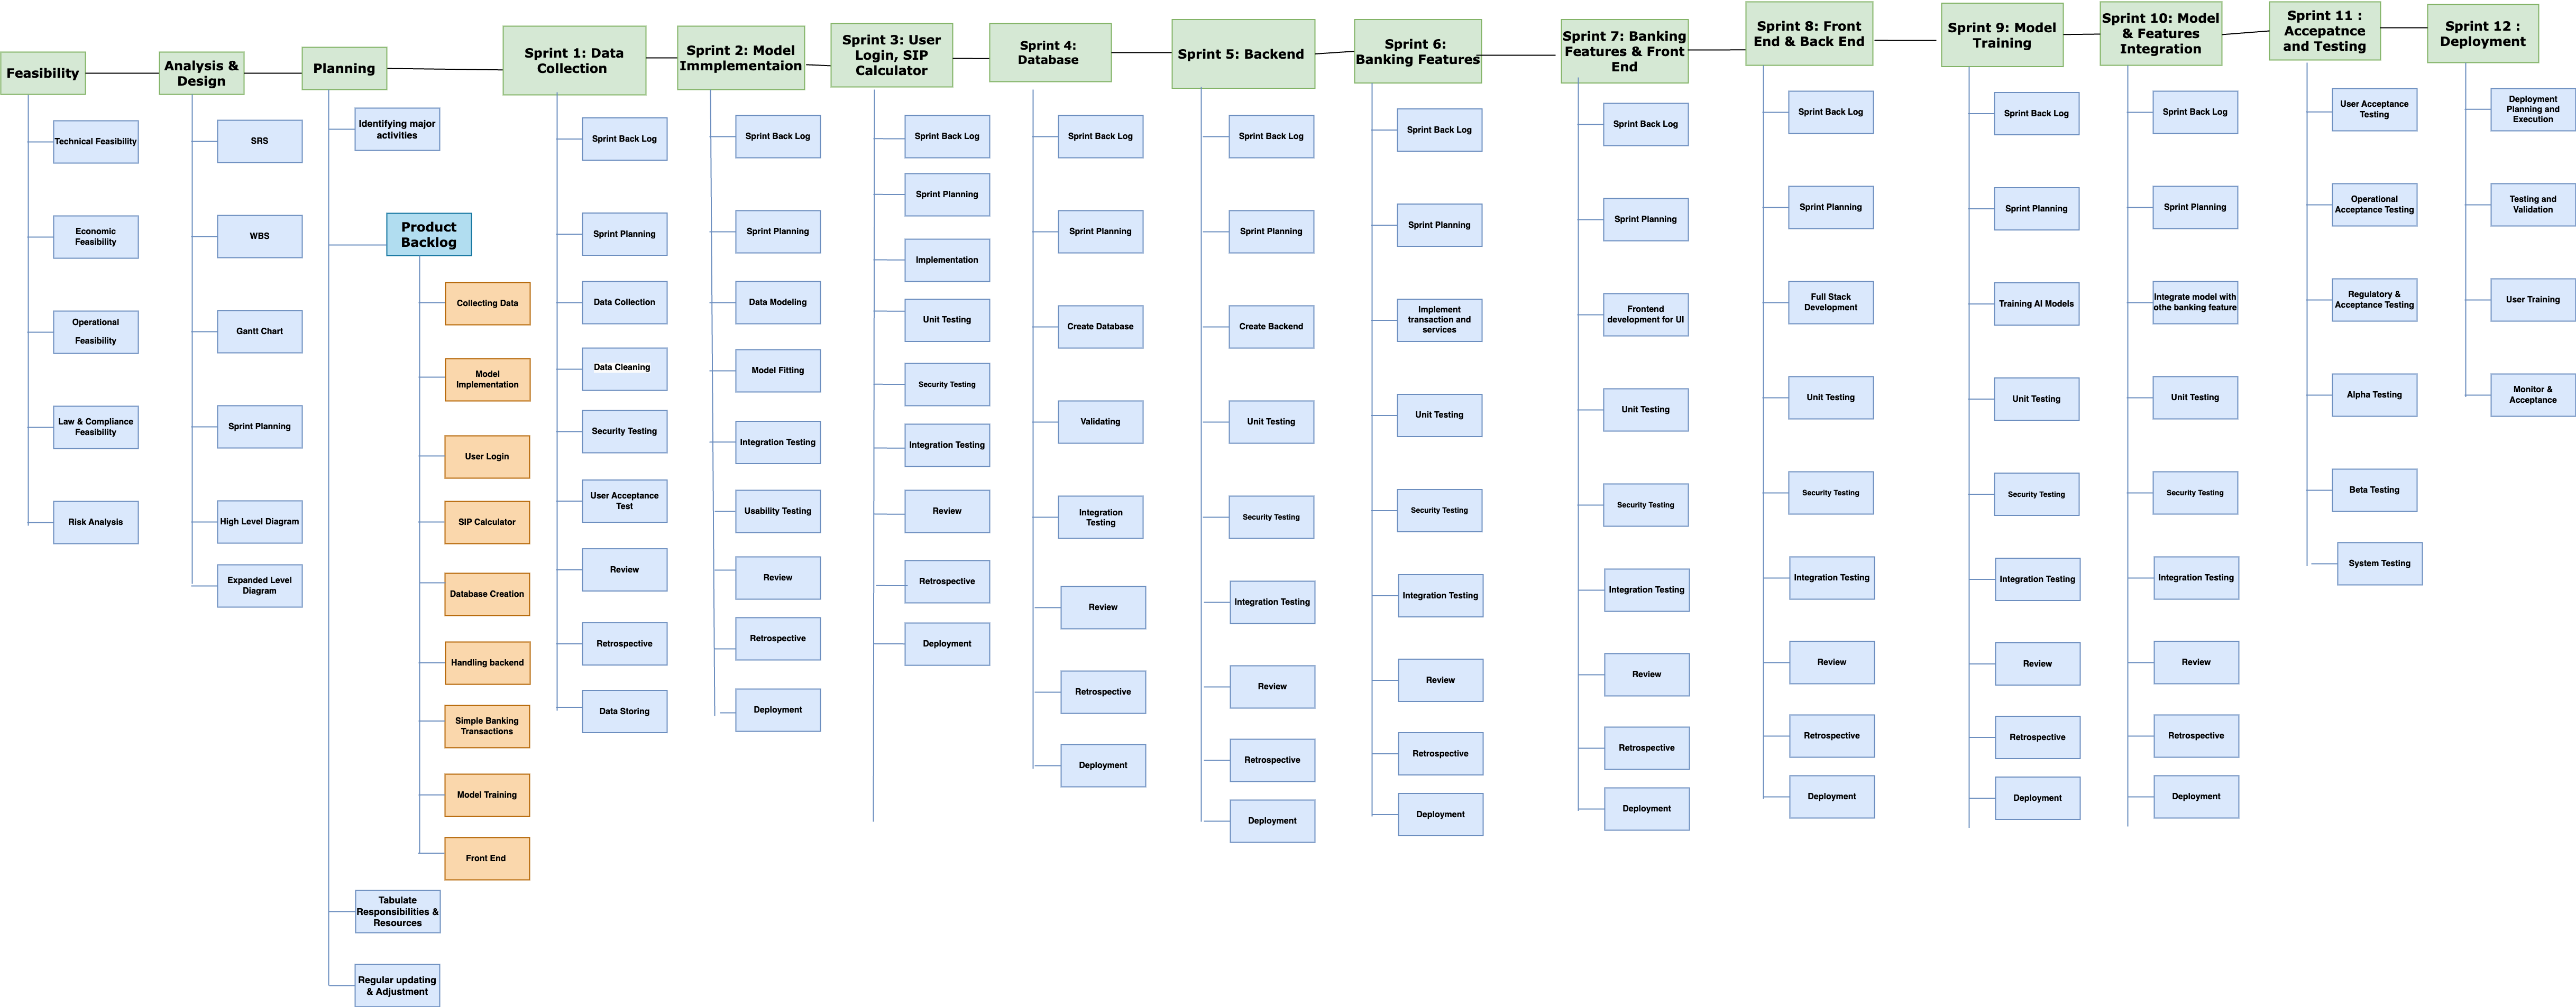 Feasibility
Technical Feasibility
Economic
Feasibility
Operational
Feasibility
Law & Compliance
Feasibility
Risk Analysis
Analysis &
Design
SRS
WBS
Gantt Chart
Sprint Planning
High Level Diagram
Expanded Level
Diagram
Planning
Identifying major
activities
Product
Backlog
Collecting Data
Model
Implementation
User Login
SIP Calculator
Database Creation
Handling backend
Simple Banking
Transactions
Model Training
Front End
Tabulate
Responsibilities &
Resources
Regular updating
& Adjustment
Sprint 1: Data
Collection
Sprint Back Log
Sprint Planning
Data Collection
Data Cleaning
Security Testing
User Acceptance
Test
Review
Retrospective
Data Storing
Sprint 2: Model
Immplementaion
Sprint Back Log
Sprint Planning
Data Modeling
Model Fitting
Integration Testing
Usability Testing
Review
Retrospective
Deployment
Sprint 3: User
Login, SIP
Calculator
Sprint Back Log
Sprint Planning
Implementation
Unit Testing
Security Testing
Integration Testing
Review
Retrospective
Deployment
Sprint 4:
Database
Sprint Back Log
Sprint Planning
Create Database
Validating
Integration
Testing
Review
Retrospective
Deployment
Sprint 5: Backend
Sprint Back Log
Sprint Planning
Create Backend
Unit Testing
Security Testing
Integration Testing
Review
Retrospective
Deployment
Sprint 6:
Banking Features
Sprint Back Log
Sprint Planning
Implement
transaction and
services
Unit Testing
Security Testing
Integration Testing
Review
Retrospective
Deployment
Sprint 7: Banking
Features & Front
End
Sprint Back Log
Sprint Planning
Frontend
development for UI
Unit Testing
Security Testing
Integration Testing
Review
Retrospective
Deployment
Sprint 8: Front
End & Back End
Sprint Back Log
Sprint Planning
Full Stack
Development
Unit Testing
Security Testing
Integration Testing
Review
Retrospective
Deployment
Sprint 9: Model
Training
Sprint Back Log
Sprint Planning
Training AI Models
Unit Testing
Security Testing
Integration Testing
Review
Retrospective
Deployment
Sprint 10: Model
& Features
Integration
Sprint Back Log
Sprint Planning
Integrate model with
othe banking feature
Unit Testing
Security Testing
Integration Testing
Review
Retrospective
Deployment
Sprint 11 :
Accepatnce
and Testing
User Acceptance
Testing
Operational
Acceptance Testing
Regulatory &
Acceptance Testing
Alpha Testing
Beta Testing
System Testing
Sprint 12 :
Deployment
Deployment
Planning and
Execution
Testing and
Validation
User Training
Monitor &
Acceptance